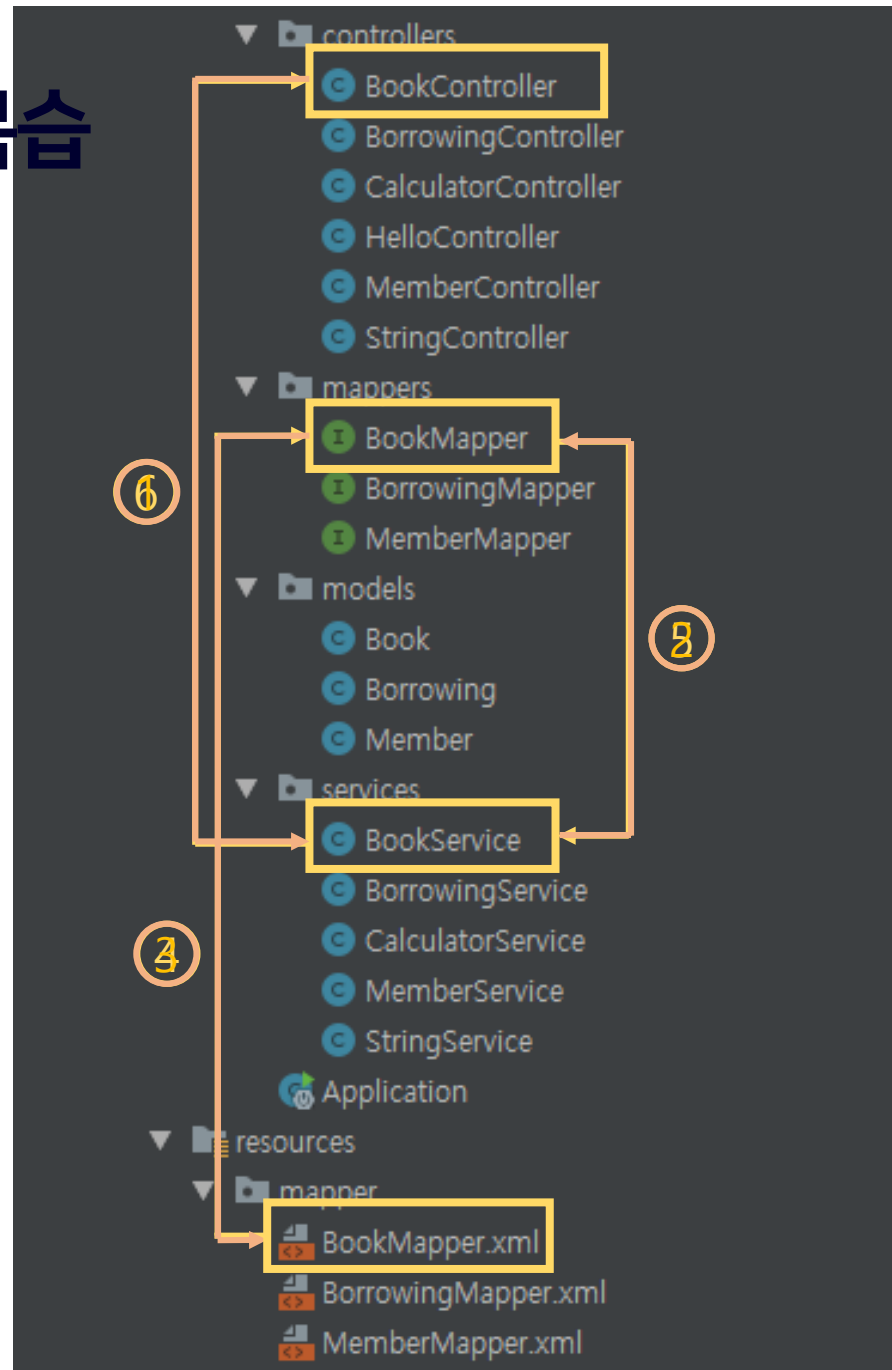 controllers
BookController
습
BorrowingController
CalculatorController
HelloController
MemberController
StringController
mappers
BookMapper
BorrowingMapper
MemberMapper
models
Book
Borrowing
Member
services
BookService
BorrowingService
CalculatorService
MemberService
StringService
Application
resources
mapper
BookMapper.xml
BorrowingMapper.xml
MemberMapper.xml